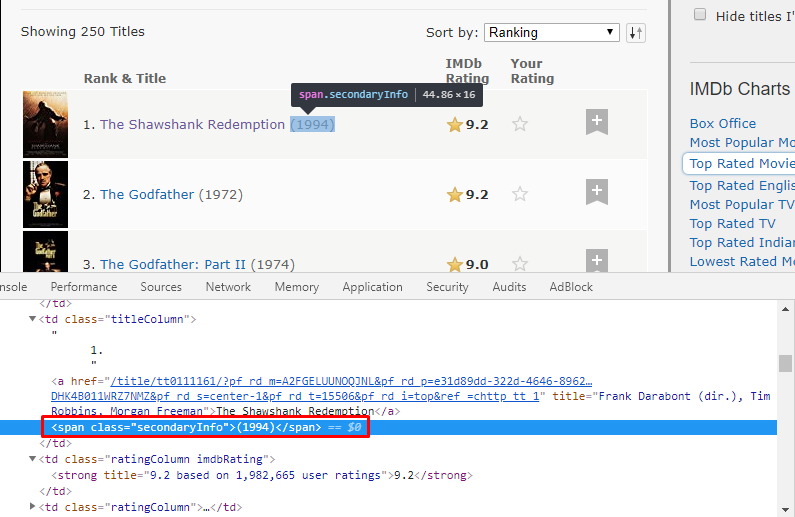 Showing 250 Titles
Sort by: Ranking
Hide titles I'
Rank & Title
IMDb Rating
Your Rating
span.secondaryInfo | 44.86 × 16
1. The Shawshank Redemption (1994)
9.2
2. The Godfather (1972)
9.2
3. The Godfather: Part II (1974)
9.0
The Godfather
IMDb Charts
Box Office
Most Popular Mo
Top Rated Movie
Top Rated Englis
Most Popular TV
Top Rated TV
Top Rated Indian
Lowest Rated Mo
nsole Performance Sources Network Memory Application Security Audits AdBlock
</td>
▼<td class="titleColumn">
"
1.
"
<a href="/title/tt0111161/?pf_rd_m=A2FGELUUNOQJNL&pf_rd_p=e31d89dd-322d-4646-8962…
DHK4B011WRZ7NMZ&pf_rd_s=center-1&pf_rd_t=15506&pf_rd_i=top&ref_=chttp_tt_1" title="Frank Darabont (dir.), Tim
Robbins, Morgan Freeman">The Shawshank Redemption</a>
<span class="secondaryInfo">(1994)</span> == $0
</td>
▼<td class="ratingColumn imdbRating">
<strong title="9.2 based on 1,982,665 user ratings">9.2</strong>
</td>
▶<td class="ratingColumn">…</td>